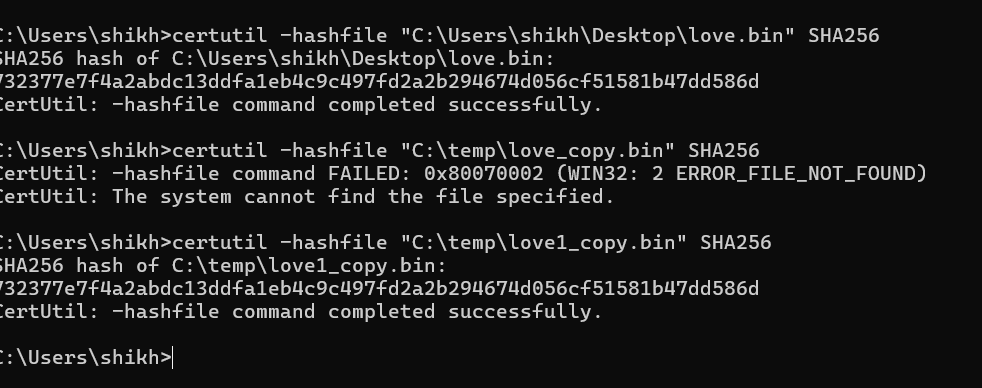 C:\Users\shikh>certutil -hashfile "C:\Users\shikh\Desktop\love.bin" SHA256
SHA256 hash of C:\Users\shikh\Desktop\love.bin:
732377e7f4a2abdc13ddfa1eb4c9c497fd2a2b294674d056cf51581b47dd586d
CertUtil: -hashfile command completed successfully.
C:\Users\shikh>certutil -hashfile "C:\temp\love_copy.bin" SHA256
CertUtil: -hashfile command FAILED: 0x80070002 (WIN32: 2 ERROR_FILE_NOT_FOUND)
CertUtil: The system cannot find the file specified.
C:\Users\shikh>certutil -hashfile "C:\temp\love1_copy.bin" SHA256
SHA256 hash of C:\temp\love1_copy.bin:
732377e7f4a2abdc13ddfa1eb4c9c497fd2a2b294674d056cf51581b47dd586d
CertUtil: -hashfile command completed successfully.
C:\Users\shikh>